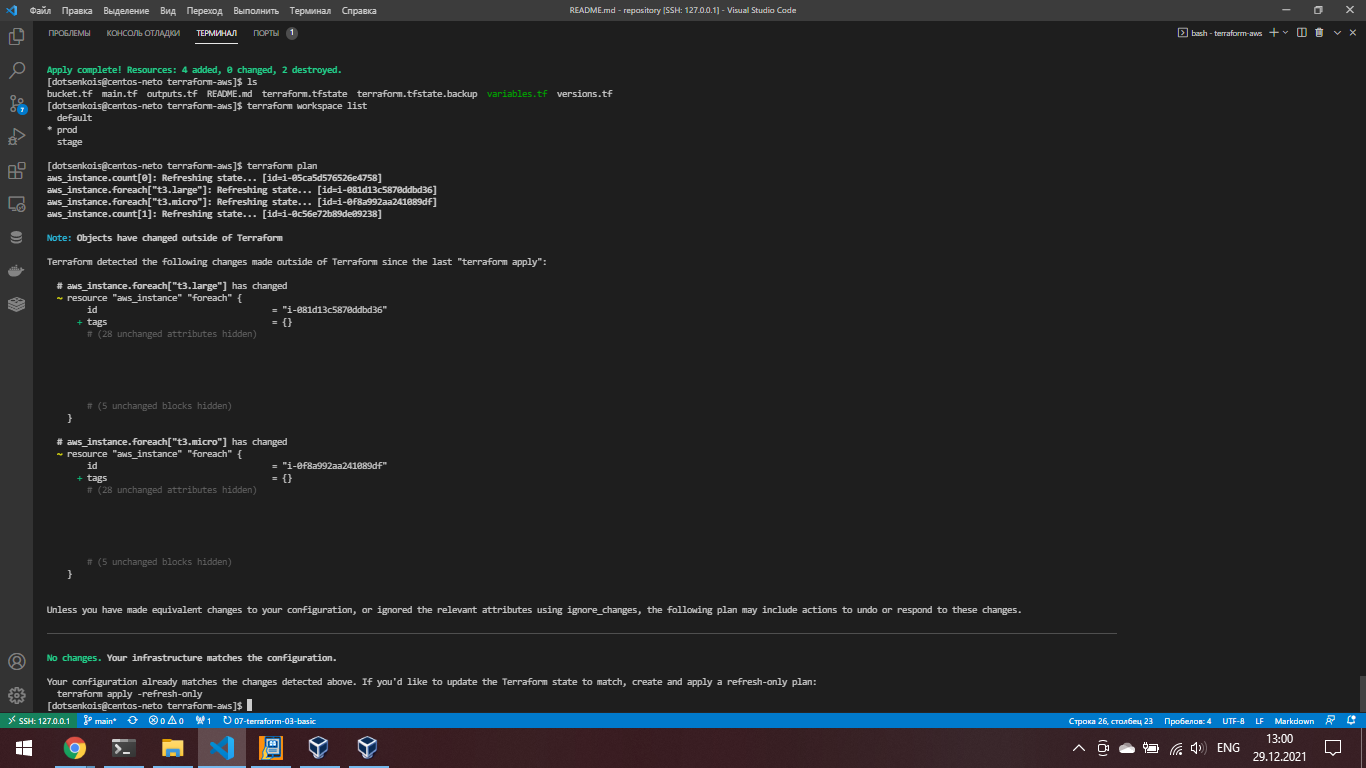 Файл Правка Выделение Вид Переход Выполнить Терминал Справка README.md - repository [SSH: 127.0.0.1] - Visual Studio Code
ПРОБЛЕМЫ КОНСОЛЬ ОТЛАДКИ ТЕРМИНАЛ ПОРТЫ 1 bash - terraform-aws
Apply complete! Resources: 4 added, 0 changed, 2 destroyed.
[dotsenkois@centos-neto terraform-aws]$ ls
bucket.tf main.tf outputs.tf README.md terraform.tfstate terraform.tfstate.backup variables.tf versions.tf
[dotsenkois@centos-neto terraform-aws]$ terraform workspace list
default
* prod
stage
[dotsenkois@centos-neto terraform-aws]$ terraform plan
aws_instance.count[0]: Refreshing state... [id=i-05ca5d576526e4758]
aws_instance.foreach["t3.large"]: Refreshing state... [id=i-081d13c5870ddbd36]
aws_instance.foreach["t3.micro"]: Refreshing state... [id=i-0f8a992aa241089df]
aws_instance.count[1]: Refreshing state... [id=i-0c56e72b89de09238]
Note: Objects have changed outside of Terraform
Terraform detected the following changes made outside of Terraform since the last "terraform apply":
# aws_instance.foreach["t3.large"] has changed
~ resource "aws_instance" "foreach" {
id = "i-081d13c5870ddbd36"
+ tags = {}
# (28 unchanged attributes hidden)
# (5 unchanged blocks hidden)
}
# aws_instance.foreach["t3.micro"] has changed
~ resource "aws_instance" "foreach" {
id = "i-0f8a992aa241089df"
+ tags = {}
# (28 unchanged attributes hidden)
# (5 unchanged blocks hidden)
}
Unless you have made equivalent changes to your configuration, or ignored the relevant attributes using ignore_changes, the following plan may include actions to undo or respond to these changes.
No changes. Your infrastructure matches the configuration.
Your configuration already matches the changes detected above. If you'd like to update the Terraform state to match, create and apply a refresh-only plan:
terraform apply -refresh-only
[dotsenkois@centos-neto terraform-aws]$
7
SSH: 127.0.0.1 main* 0 0 1 07-terraform-03-basic Строка 26, столбец 23 Пробелов: 4 UTF-8 LF Markdown
ENG 13:00
29.12.2021